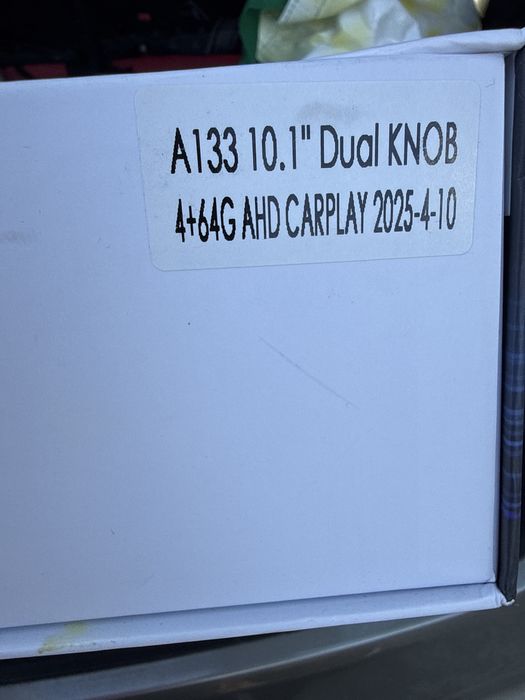 A133 10.1" Dual KNOB
4+64G AHD CARPLAY 2025-4-10